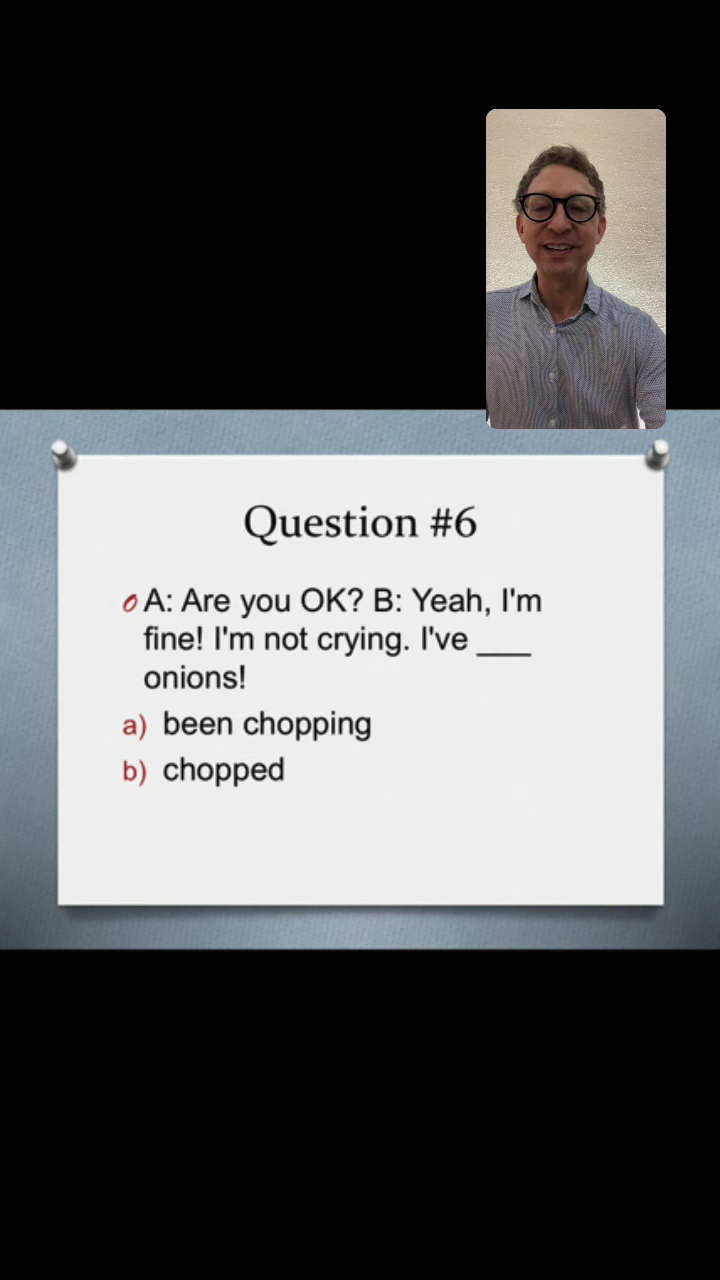 Question #6
A: Are you OK? B: Yeah, I'm
fine! I'm not crying. I've ___
onions!
a) been chopping
b) chopped